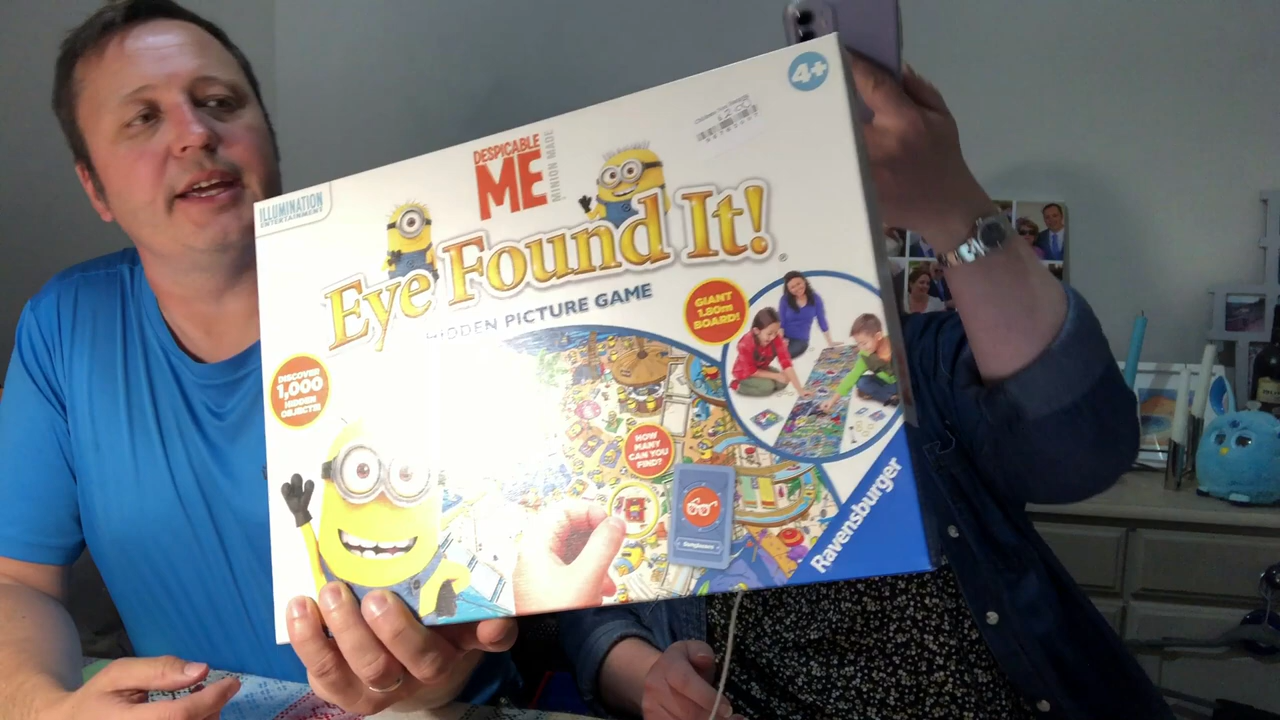 4+
DESPICABLE
ME
MINION MADE
ILLUMINATION
ENTERTAINMENT
Eye Found It!
®
HIDDEN PICTURE GAME
GIANT
1.80m
BOARD!
DISCOVER
1,000
HIDDEN
OBJECTS!
HOW
MANY
CAN YOU
FIND?
Ravensburger